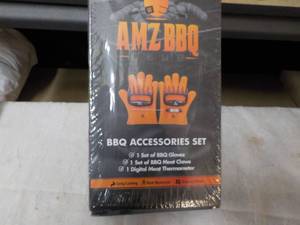 AMZ BBQ
CLUB
BBQ ACCESSORIES SET
1 Set of BBQ Gloves
1 Set of BBQ Meat Claws
1 Digital Meat Thermometer